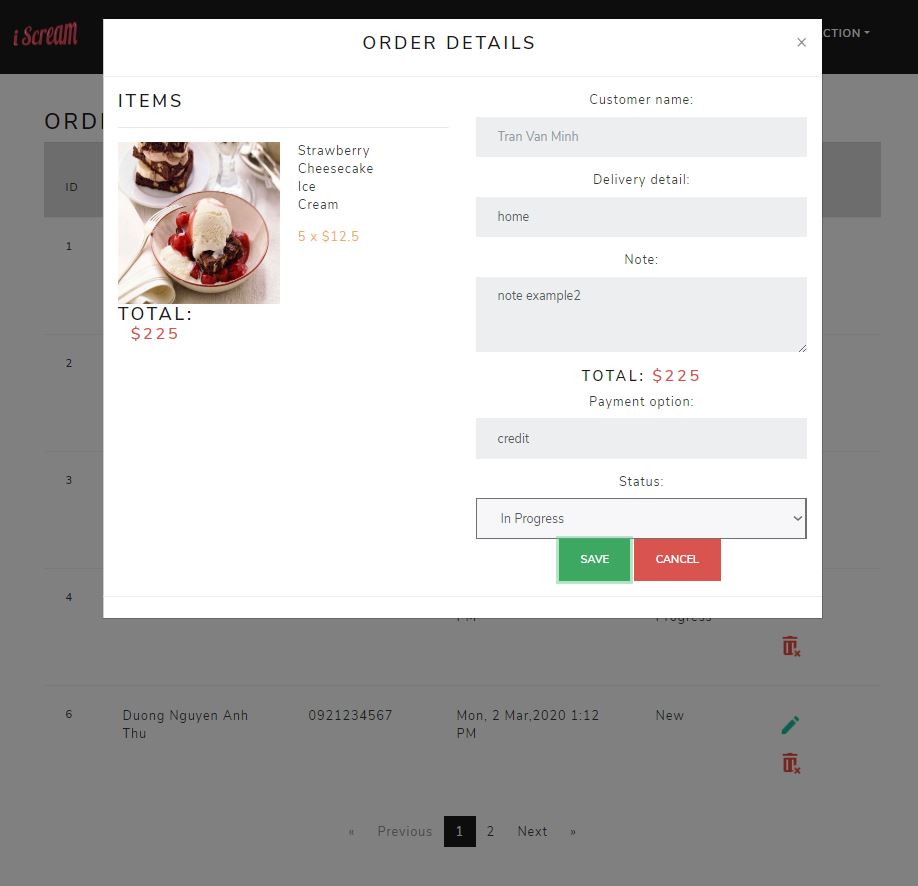 i Scream
ORDER DETAILS
×
CTION
ITEMS
Customer name:
ORD
Strawberry
Cheesecake
Ice
Cream
5 x $12.5
TOTAL:
$225
Tran Van Minh
Delivery detail:
home
Note:
note example2
TOTAL: $225
Payment option:
credit
Status:
In Progress
SAVE CANCEL
ID
1
2
3
4
PM Progress
6 Duong Nguyen Anh 0921234567 Mon, 2 Mar,2020 1:12 New
Thu PM
« Previous 1 2 Next »